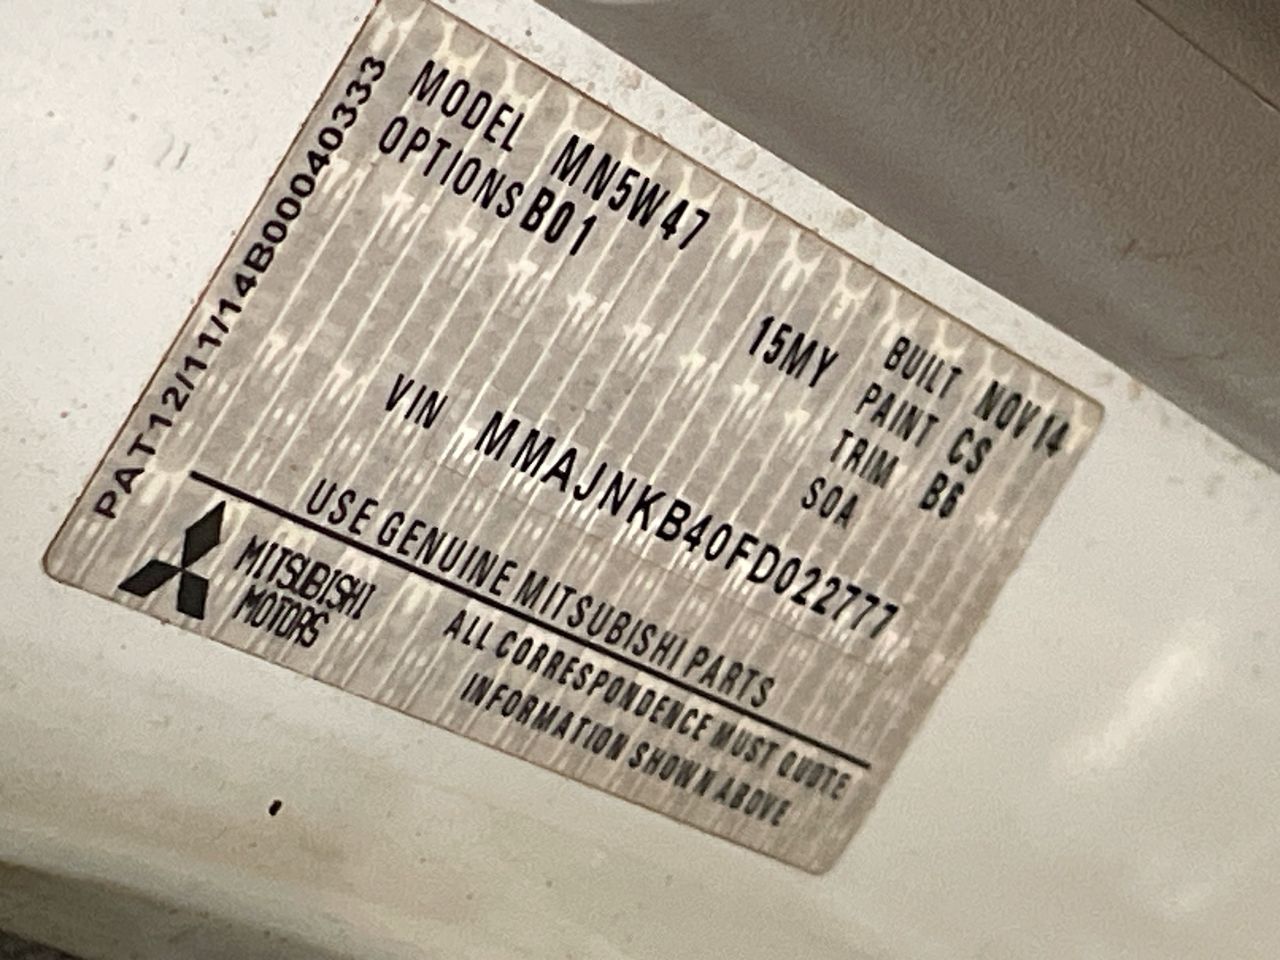 PAT12/11/14B00040333
MODEL MN5W47
OPTIONS B01
BUILT NOV14
15MY PAINT CS
TRIM B6
SOA
VIN MMAJNKB40FD022777
USE GENUINE MITSUBISHI PARTS
MITSUBISHI
MOTORS
ALL CORRESPONDENCE MUST QUOTE
INFORMATION SHOWN ABOVE